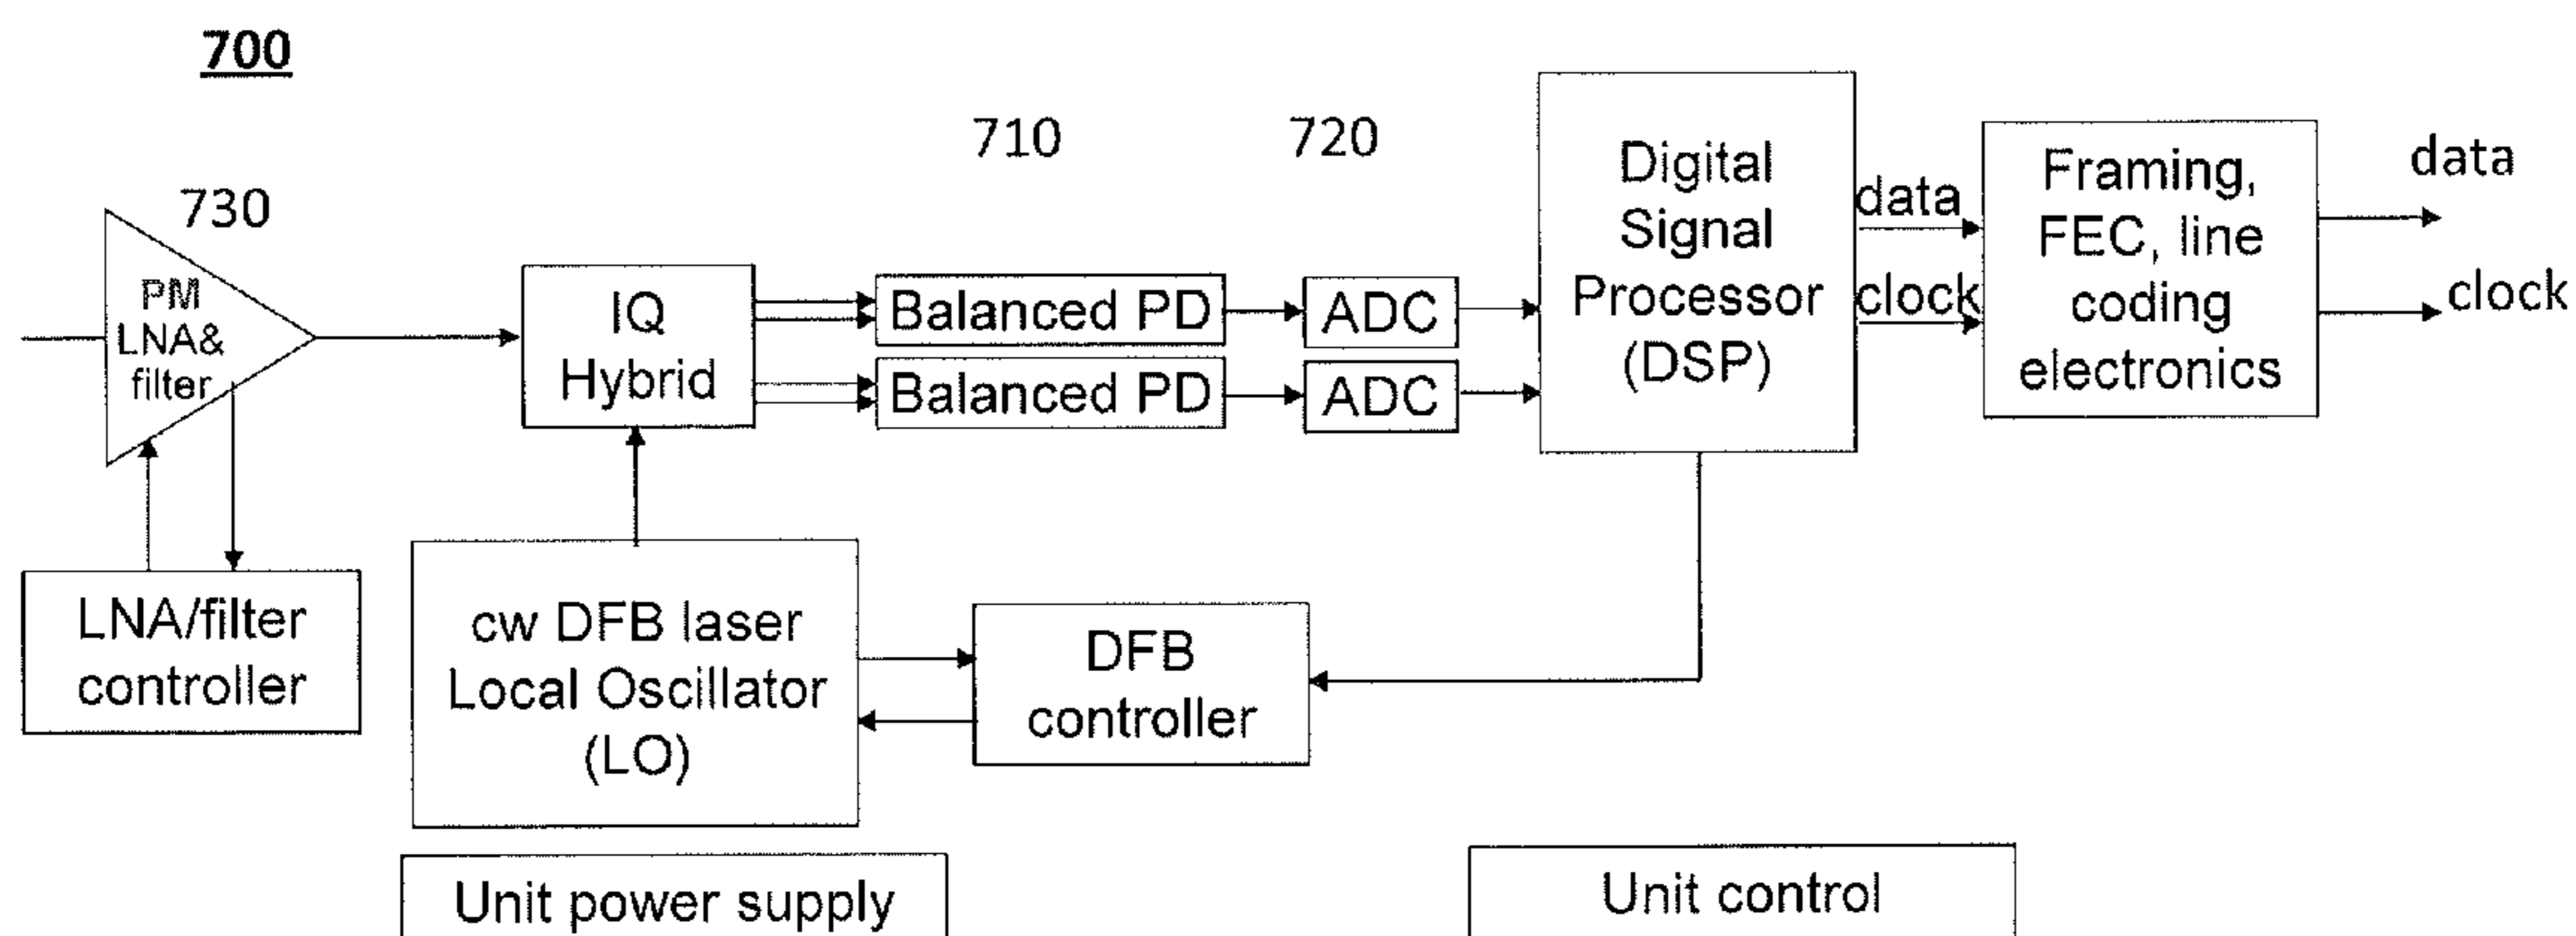 700
730
710
720
PM
LNA&
filter
IQ
Hybrid
Balanced PD
Balanced PD
ADC
ADC
Digital
Signal
Processor
(DSP)
data
clock
Framing,
FEC, line
coding
electronics
data
clock
LNA/filter
controller
cw DFB laser
Local Oscillator
(LO)
DFB
controller
Unit power supply
Unit control